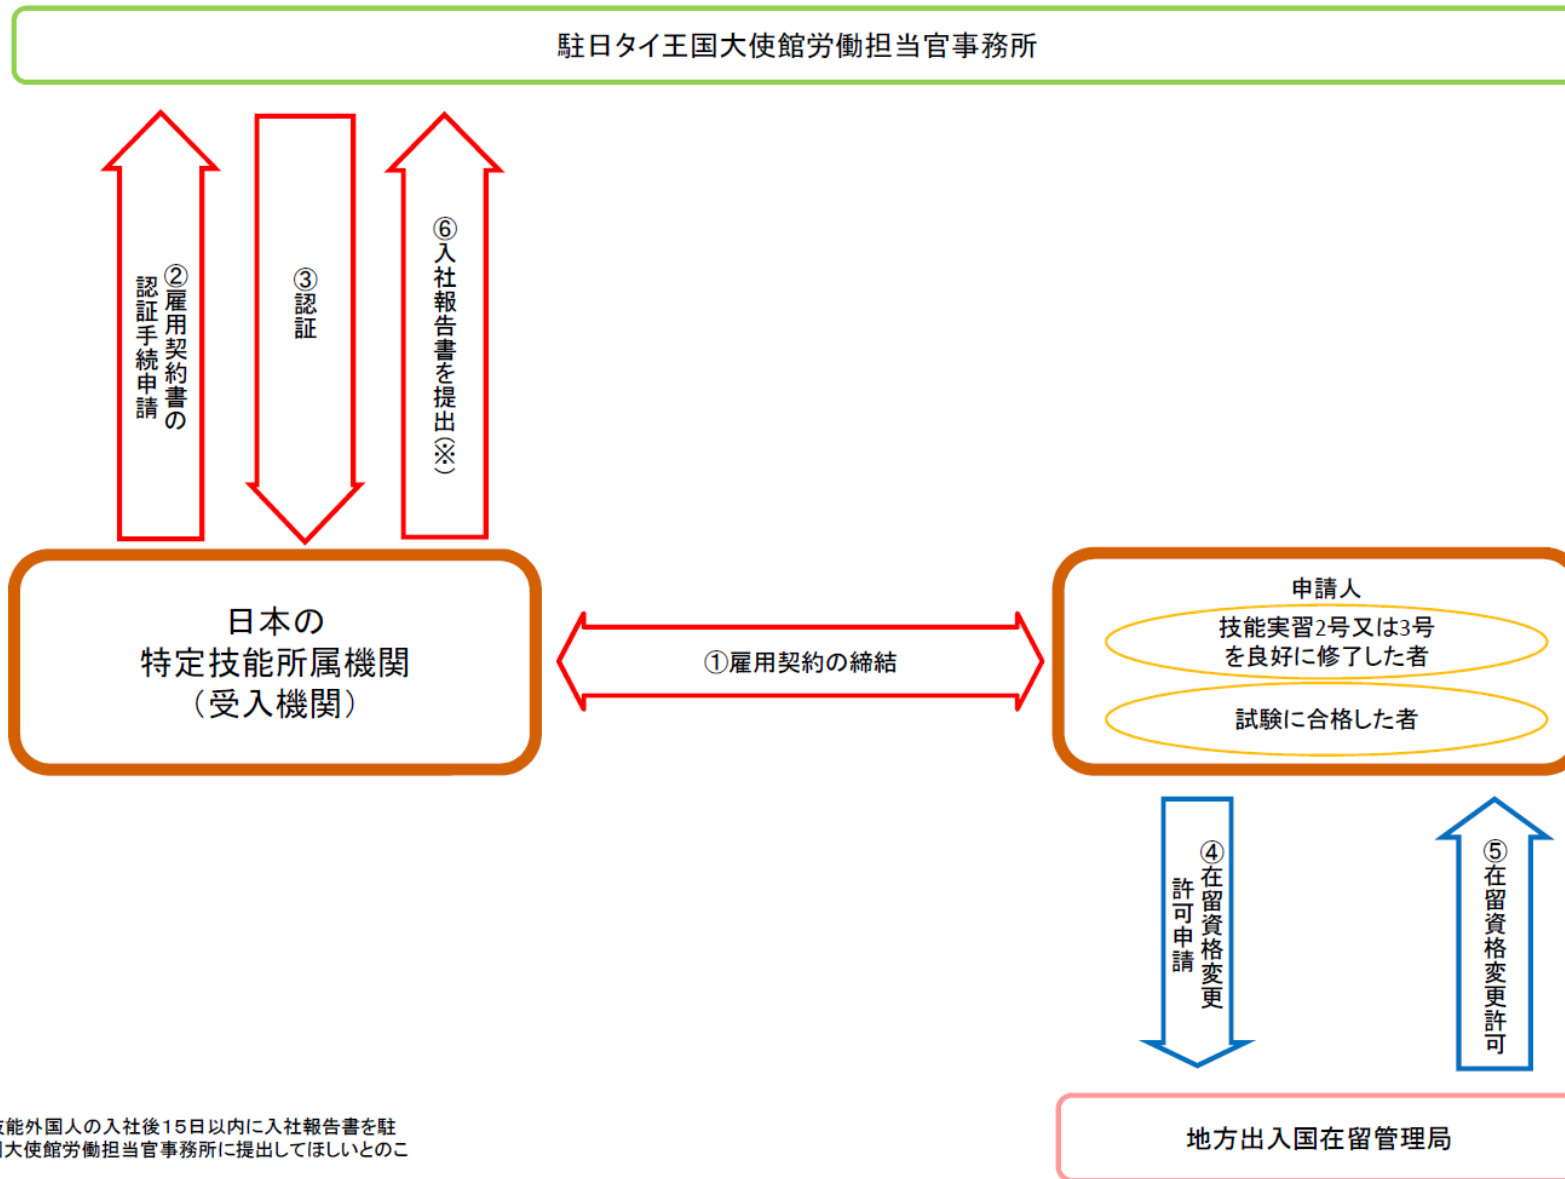 駐日タイ王国大使館労働担当官事務所
②雇用契約書の
認証手続申請
③認証
⑥入社報告書を提出(※)
日本の
特定技能所属機関
（受入機関）
①雇用契約の締結
申請人
技能実習2号又は3号
を良好に修了した者
試験に合格した者
④在留資格変更
許可申請
⑤在留資格変更許可
地方出入国在留管理局
技能外国人の入社後15日以内に入社報告書を駐
国大使館労働担当官事務所に提出してほしいとのこ